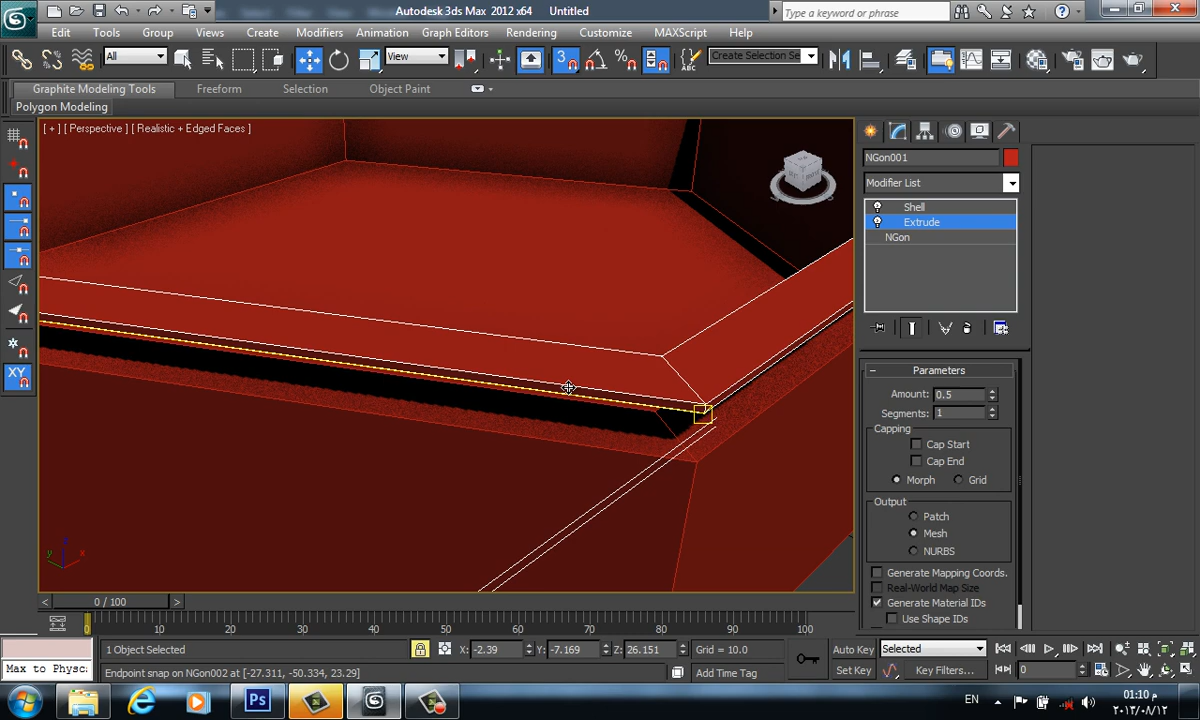 Autodesk 3ds Max 2012 x64 Untitled
Type a keyword or phrase
Edit Tools Group Views Create Modifiers Animation Graph Editors Rendering Customize MAXScript Help
All View 3 Create Selection Se
Graphite Modeling Tools Freeform Selection Object Paint
Polygon Modeling
[ + ] [ Perspective ] [ Realistic + Edged Faces ]
NGon001
Modifier List
Shell
Extrude
NGon
XY
Parameters
Amount: 0.5
Segments: 1
Capping
Cap Start
Cap End
Morph Grid
Output
Patch
Mesh
NURBS
Generate Mapping Coords.
Real-World Map Size
Generate Material IDs
Use Shape IDs
z
y x
< 0 / 100 >
0 10 20 30 40 50 60 70 80 90 100
1 Object Selected X: -2.39 Y: -7.169 Z: 26.151 Grid = 10.0 Auto Key Selected
Max to Physc
Endpoint snap on NGon002 at [-27.311, -50.334, 23.29] Add Time Tag Set Key Key Filters... 0
Ps
EN
01:10 م
٢٠١٣/٠٨/١٢